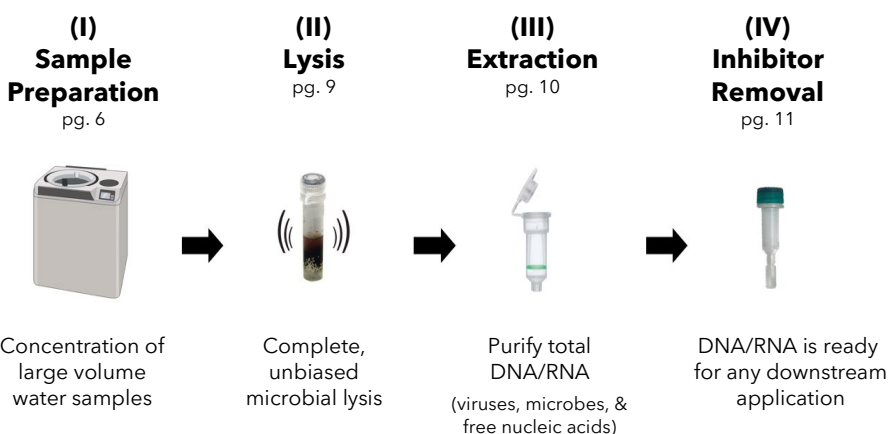 (I)
Sample
Preparation
pg. 6
(II)
Lysis
pg. 9
(III)
Extraction
pg. 10
(IV)
Inhibitor
Removal
pg. 11
Concentration of
large volume
water samples
Complete,
unbiased
microbial lysis
Purify total
DNA/RNA
(viruses, microbes, &
free nucleic acids)
DNA/RNA is ready
for any downstream
application